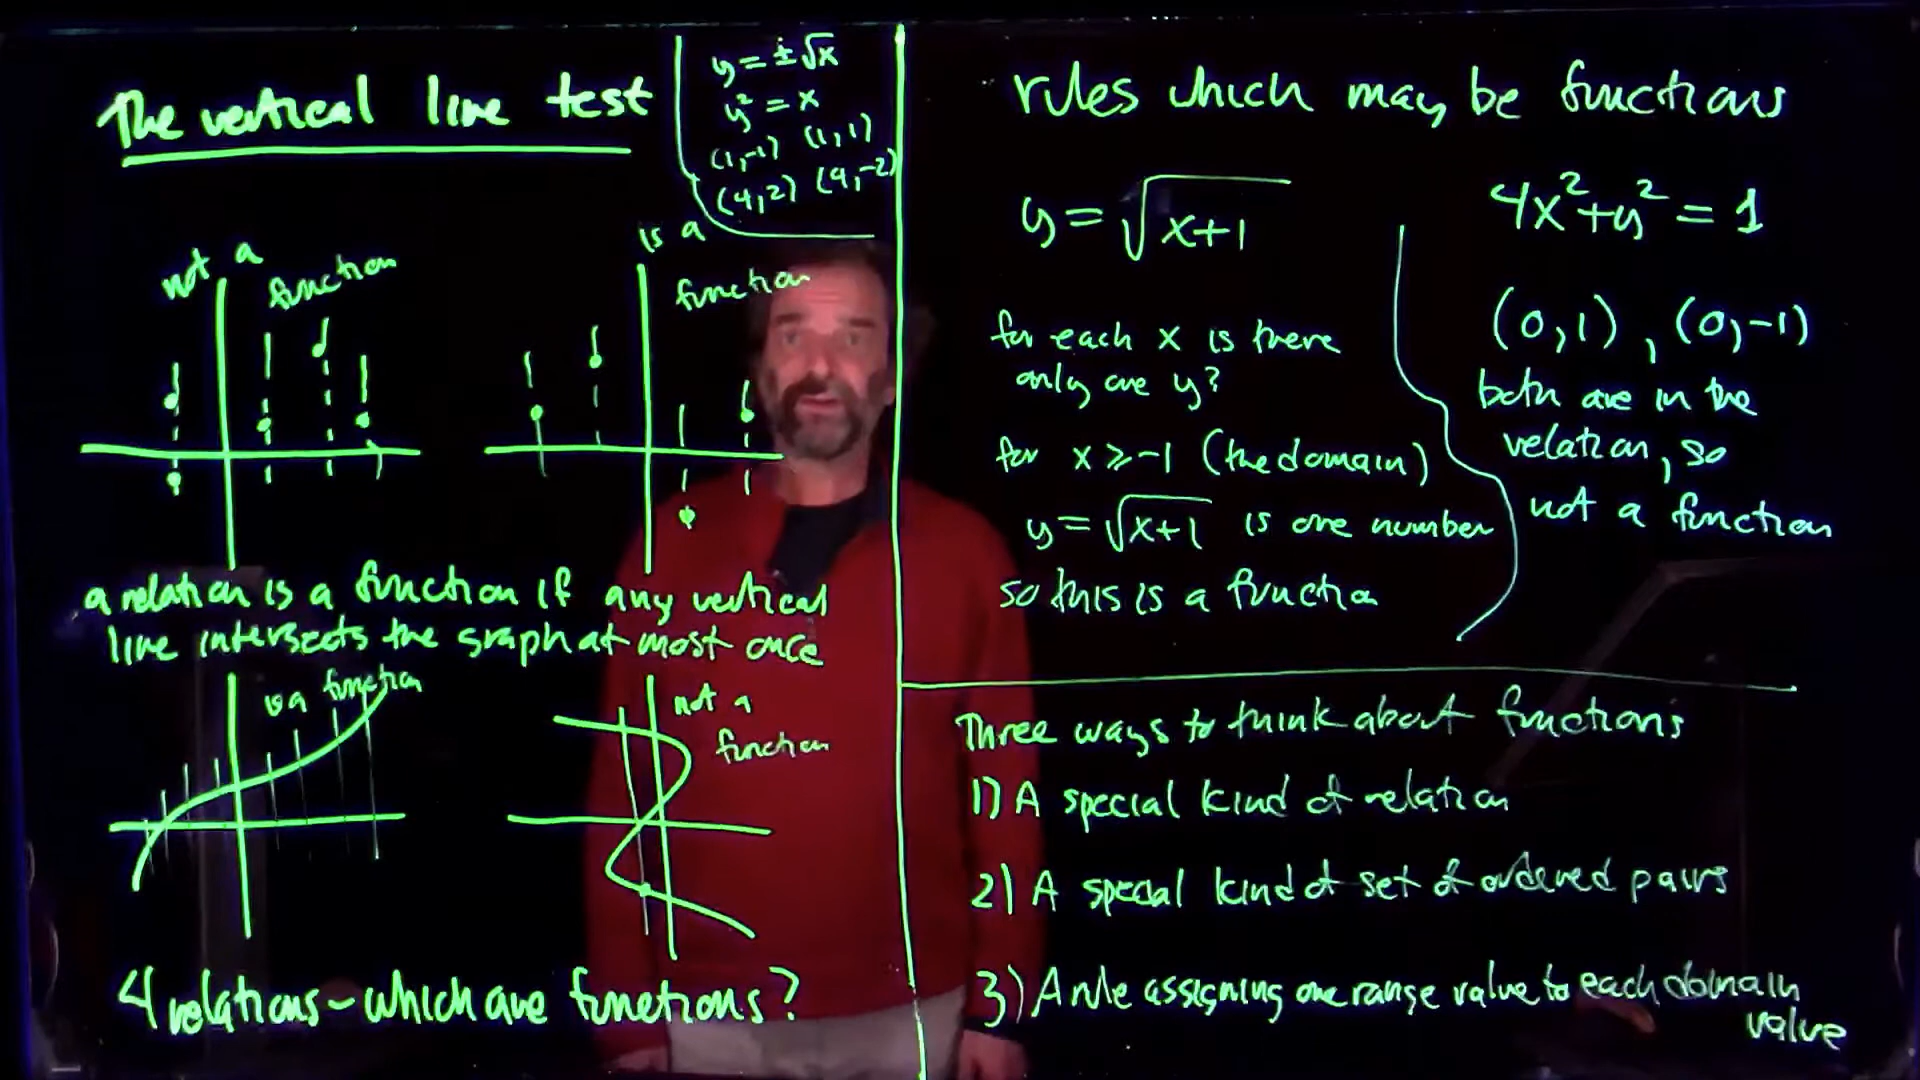 The vertical line test
y = ±√x
y² = x
(1,-1) (1,1)
(4,2) (4,-2)
not a function
is a function
a relation is a function if any vertical
line intersects the graph at most once
is a function
not a
function
4 relations - which are functions?
rules which may be functions
y = √x+1
for each x is there
only one y?
for x ≥ -1 (the domain)
y = √x+1 is one number
so this is a function
4x² + y² = 1
(0,1), (0,-1)
both are in the
relation, so
not a function
Three ways to think about functions
1) A special kind of relation
2) A special kind of set of ordered pairs
3) A rule assigning one range value to each domain
value